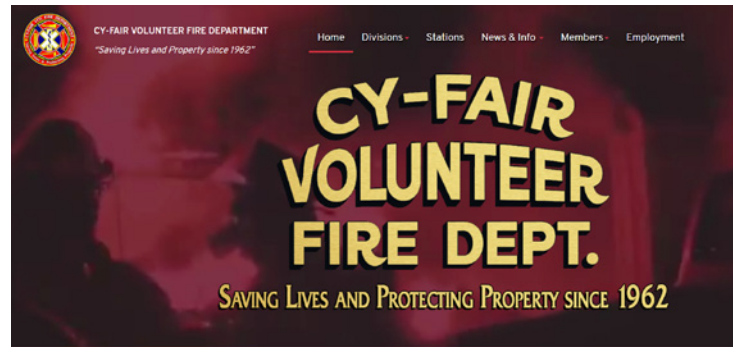 CY-FAIR VOLUNTEER FIRE DEPARTMENT
"Saving Lives and Property since 1962"
Home Divisions Stations News & Info Members Employment
CY-FAIR
VOLUNTEER
FIRE DEPT.
SAVING LIVES AND PROTECTING PROPERTY SINCE 1962